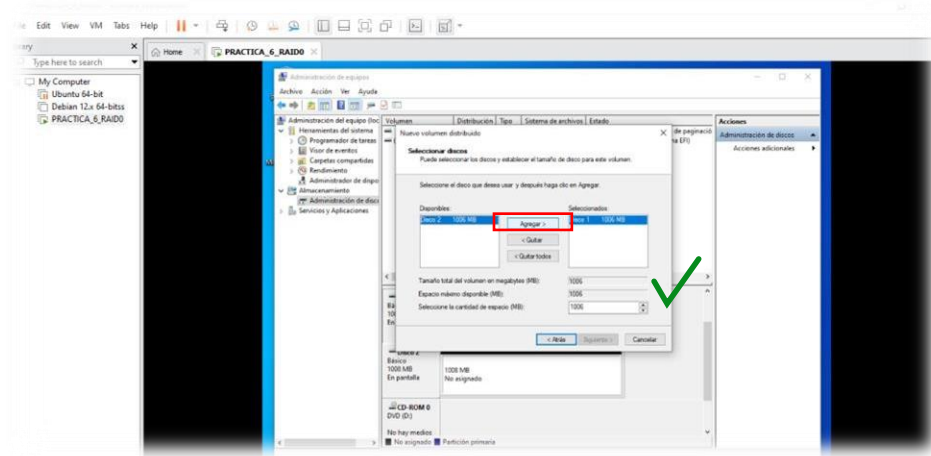 Edit View VM Tabs Help
Type here to search
Home
PRACTICA_6_RAID0
My Computer
Ubuntu 64-bit
Debian 12.x 64-bitss
PRACTICA_6_RAID0
Administración de equipos
Archivo Acción Ver Ayuda
Administración del equipo (loc
Herramientas del sistema
Programador de tareas
Visor de eventos
Carpetas compartidas
Rendimiento
Administrador de dispo
Almacenamiento
Administración de disc
Servicios y Aplicaciones
Volumen Distribución Tipo Sistema de archivos Estado
de paginació
Acciones
Administración de discos
Acciones adicionales
Nuevo volumen distribuido
Seleccionar discos
Puede seleccionar los discos y establecer el tamaño de disco para este volumen.
Seleccione el disco que desea usar y después haga clic en Agregar.
Disponibles:
Disco 2 1006 MB
Agregar >
< Quitar
< Quitar todos
Seleccionados:
Disco 1 1006 MB
Tamaño total del volumen en megabytes (MB): 1006
Espacio máximo disponible (MB): 1006
Seleccione la cantidad de espacio (MB): 1006
< Atrás Siguiente > Cancelar
Disco 2
Básico
1008 MB
En pantalla
1008 MB
No asignado
CD-ROM 0
DVD (D:)
No hay medios
No asignado Partición primaria